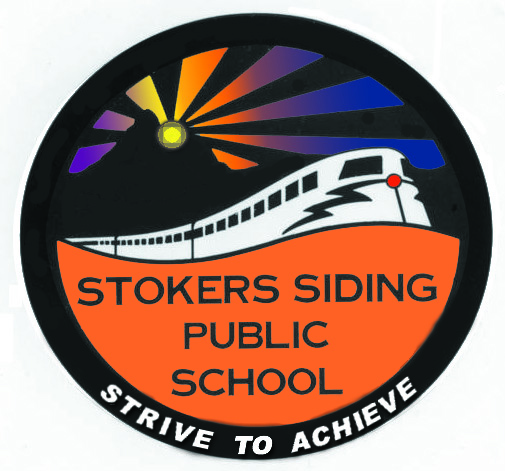 STOKERS SIDING
PUBLIC
SCHOOL
STRIVE TO ACHIEVE